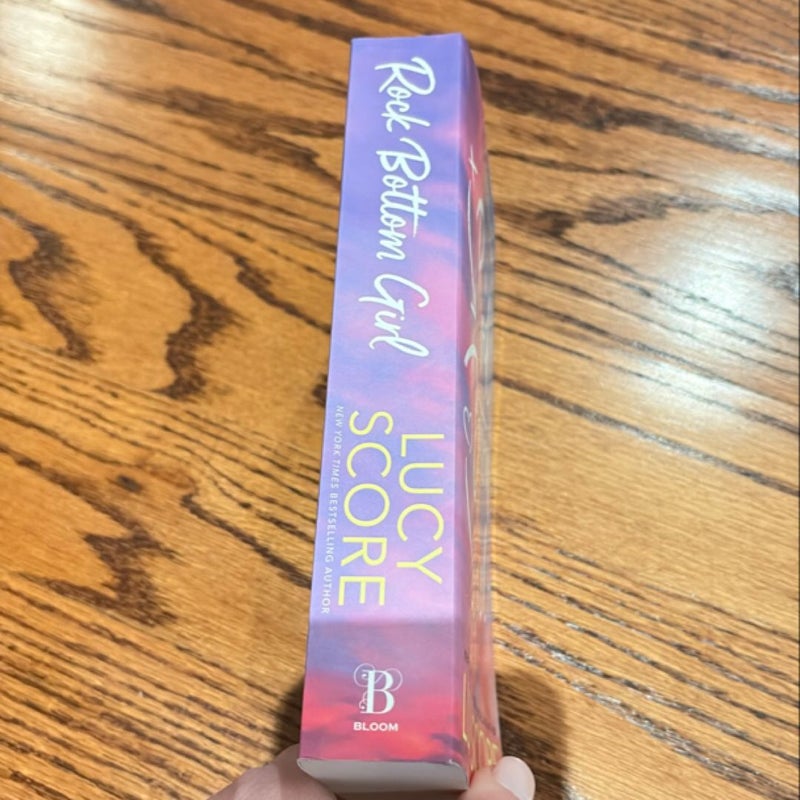 Rock Bottom Girl
LUCY
SCORE
NEW YORK TIMES BESTSELLING AUTHOR
B
BLOOM